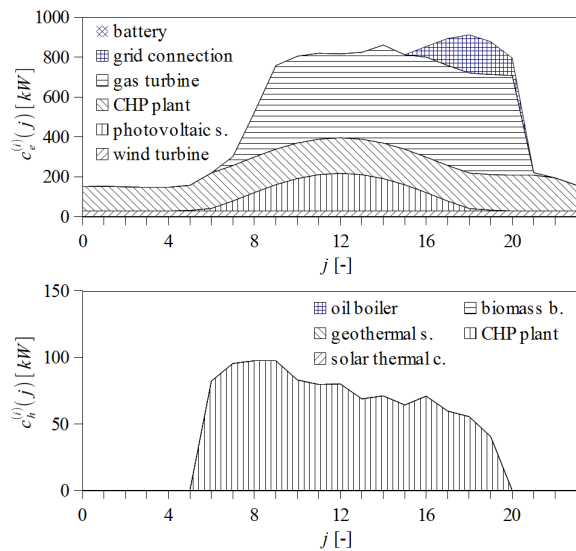 1000
800
600
400
200
0
c_e^{(i)}(j) [kW]
battery
grid connection
gas turbine
CHP plant
photovoltaic s.
wind turbine
0 4 8 12 16 20
j [-]
150
100
50
0
c_h^{(i)}(j) [kW]
oil boiler biomass b.
geothermal s. CHP plant
solar thermal c.
0 4 8 12 16 20
j [-]